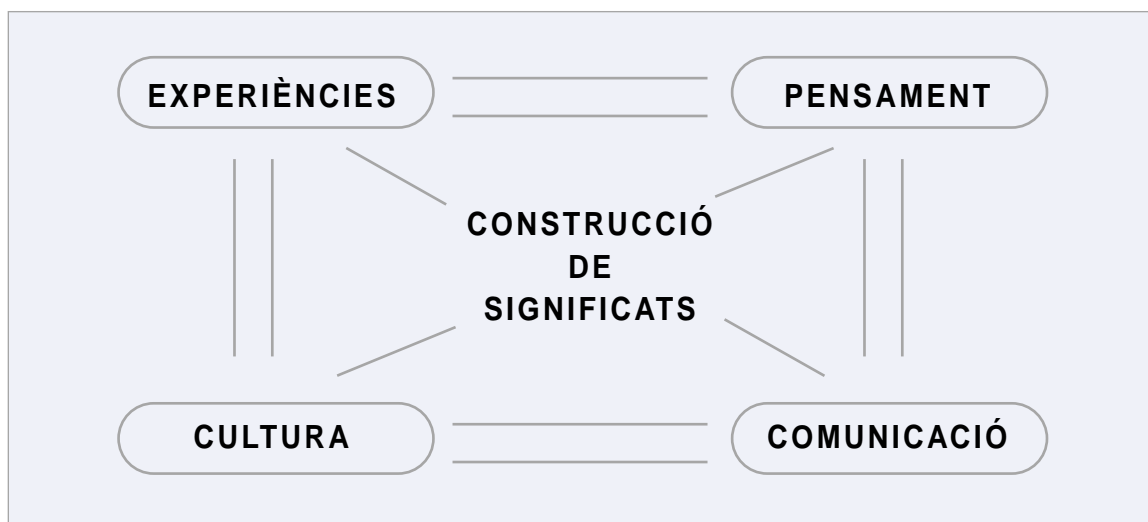 EXPERIÈNCIES
PENSAMENT
CONSTRUCCIÓ
DE
SIGNIFICATS
CULTURA
COMUNICACIÓ